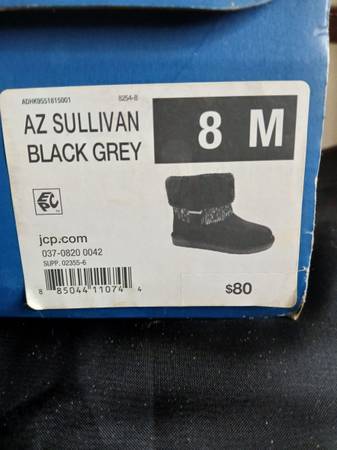 ADHK9551815001 8254-8
AZ SULLIVAN
BLACK GREY
8 M
jcp.com
037-0820 0042
SUPP. 02355-6
8 85044 11074 4
$80